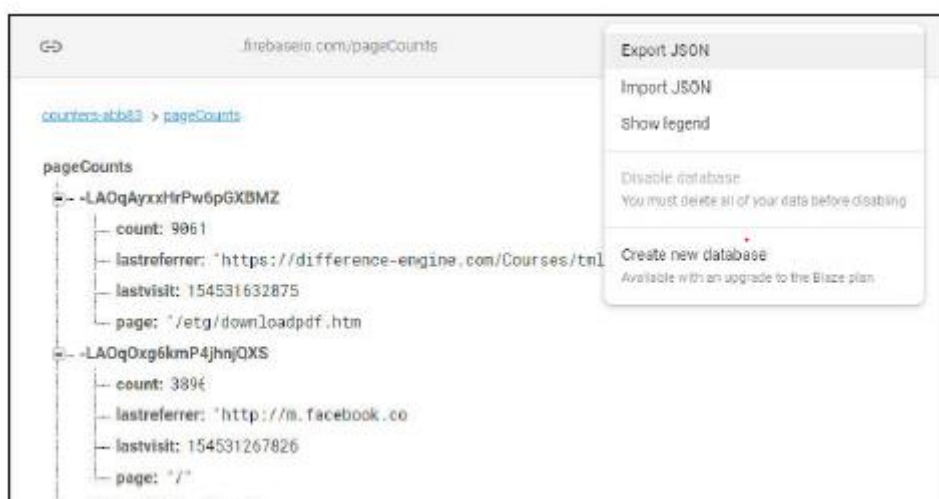 .firebaseio.com/pageCounts
Export JSON
Import JSON
Show legend
Disable database
You must delete all of your data before disabling
Create new database
Available with an upgrade to the Blaze plan
counters-abb83 > pageCounts
pageCounts
-LAOqAyxxHrPw6pGXBMZ
count: 9061
lastreferrer: "https://difference-engine.com/Courses/tml
lastvisit: 154531632875
page: "/etg/downloadpdf.htm
-LAOqOxg6kmP4jhnjQXS
count: 3896
lastreferrer: "http://m.facebook.co
lastvisit: 154531267826
page: "/"